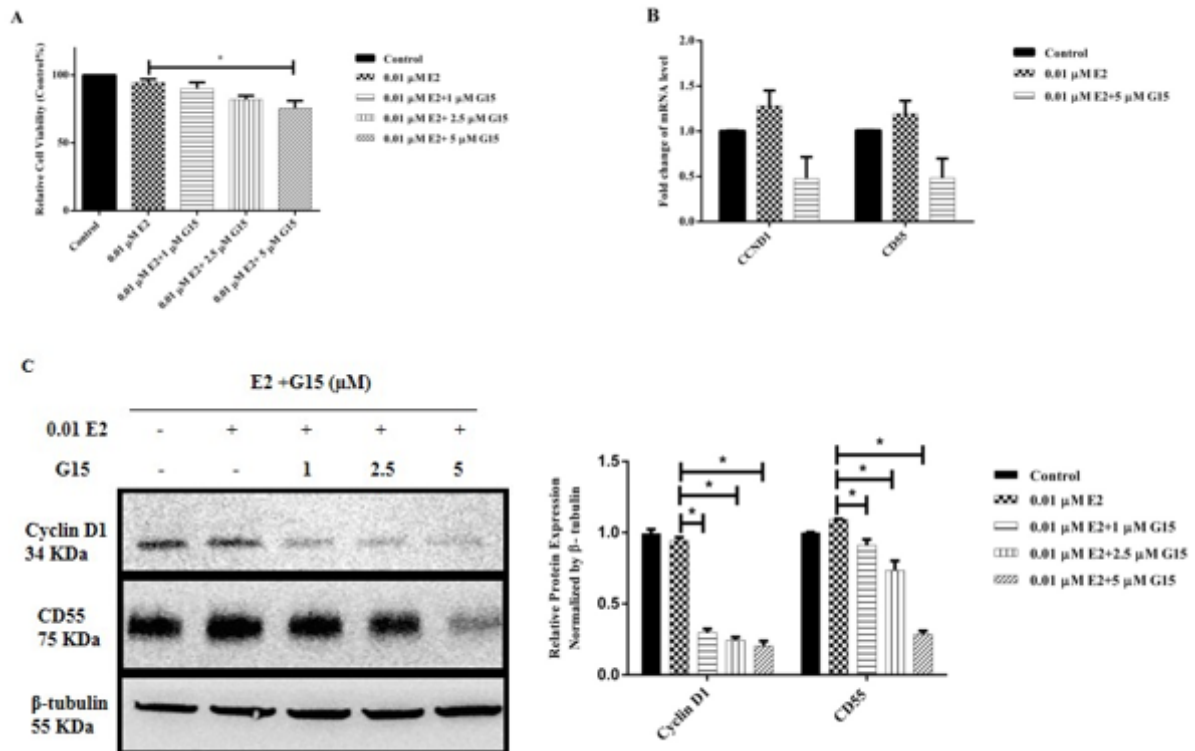 A
Relative Cell Viability (Control%)
100
50
0
*
Control
0.01 µM E2
0.01 µM E2+1 µM G15
0.01 µM E2+ 2.5 µM G15
0.01 µM E2+ 5 µM G15
Control
0.01 µM E2
0.01 µM E2+1 µM G15
0.01 µM E2+ 2.5 µM G15
0.01 µM E2+ 5 µM G15
B
Fold change of mRNA level
2.0
1.5
1.0
0.5
0.0
CCND1
CD55
Control
0.01 µM E2
0.01 µM E2+5 µM G15
C
E2 +G15 (µM)
0.01 E2 - + + + +
G15 - - 1 2.5 5
Cyclin D1
34 KDa
CD55
75 KDa
β-tubulin
55 KDa
Relative Protein Expression
Normalized by β- tubulin
1.5
1.0
0.5
0.0
* * *
* * *
Cyclin D1
CD55
Control
0.01 µM E2
0.01 µM E2+1 µM G15
0.01 µM E2+2.5 µM G15
0.01 µM E2+5 µM G15